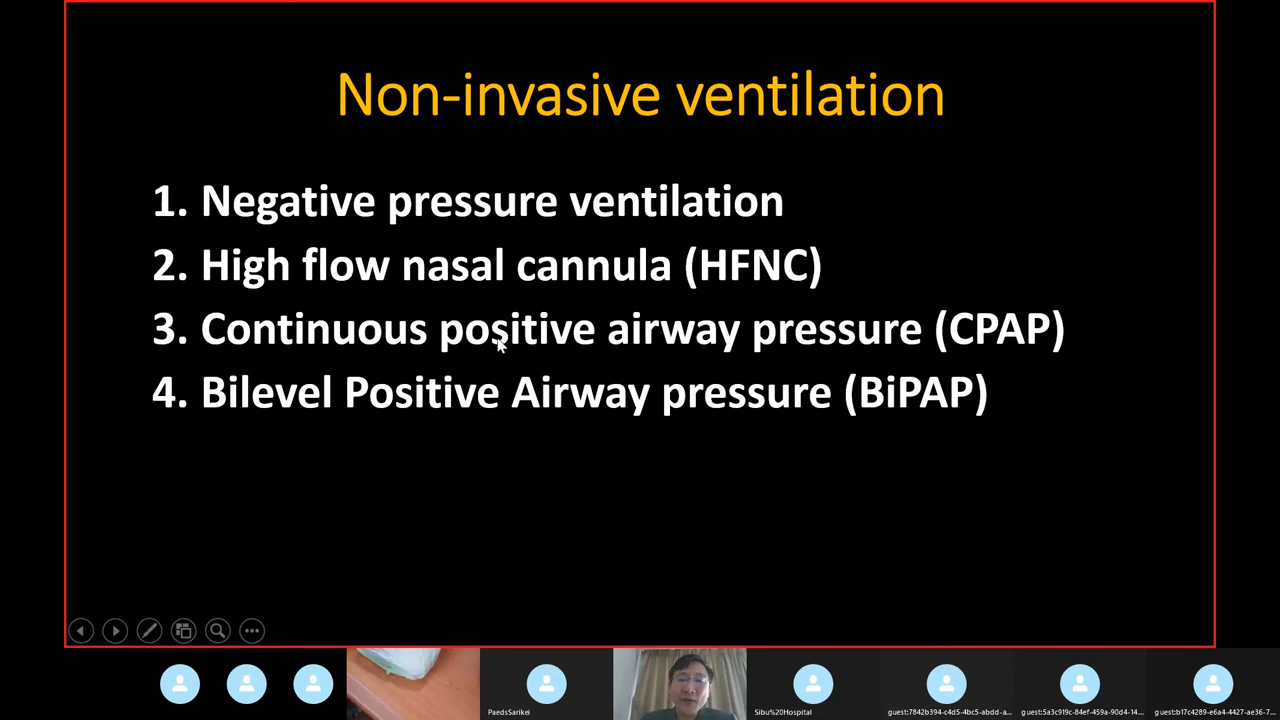 Non-invasive ventilation
1. Negative pressure ventilation
2. High flow nasal cannula (HFNC)
3. Continuous positive airway pressure (CPAP)
4. Bilevel Positive Airway pressure (BiPAP)
PaedsSarikei
Sibu%20Hospital
guest:7842b394-c4d5-4bc5-abdd-a...
guest:5a3c919c-84ef-459a-90d4-14...
guest:b17c4289-e6a4-4427-ae36-7...